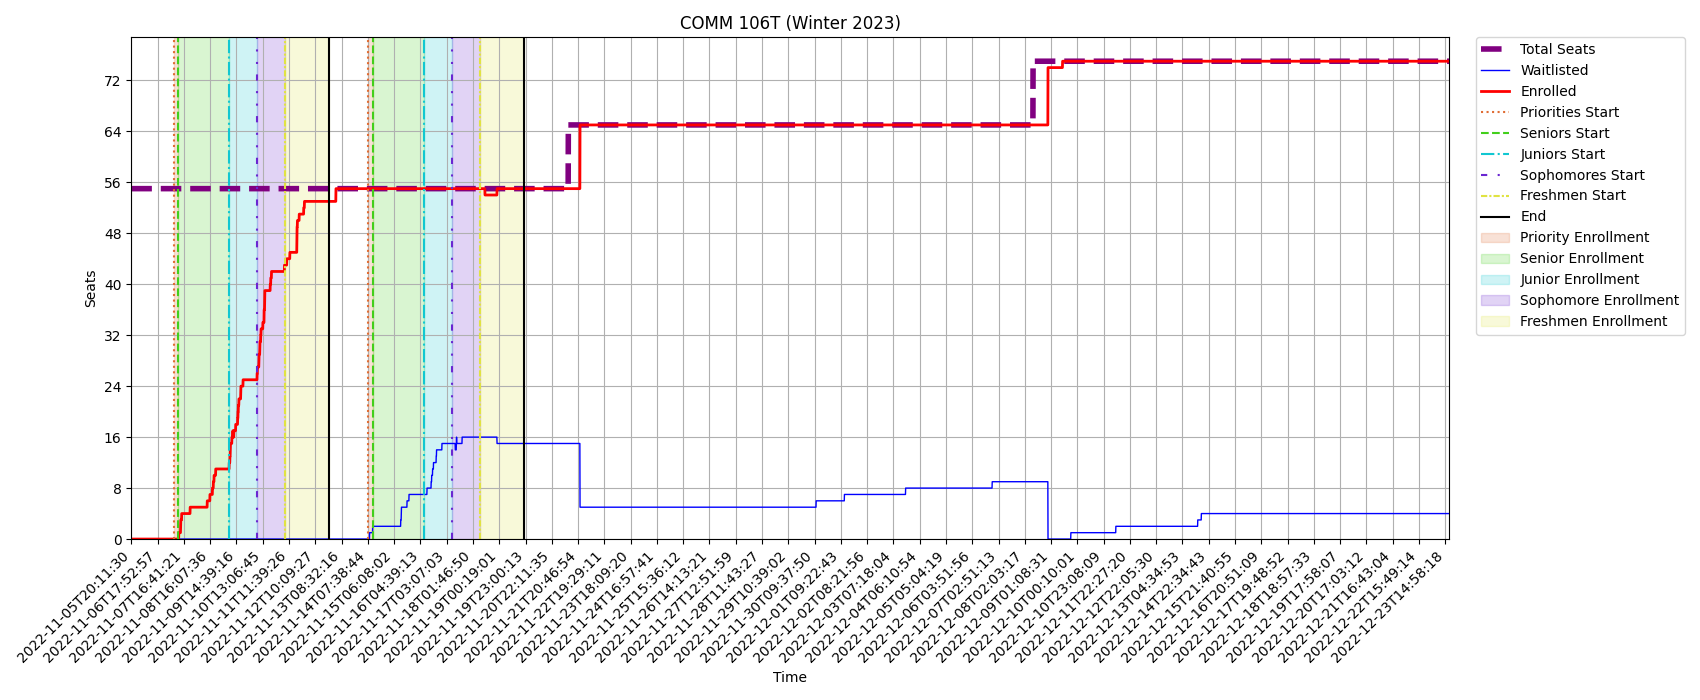 COMM 106T (Winter 2023)
Seats
72
64
56
48
40
32
24
16
8
0
2022-11-05T20:11:30
2022-11-06T17:52:57
2022-11-07T16:41:21
2022-11-08T16:07:36
2022-11-09T14:39:16
2022-11-10T13:06:45
2022-11-11T11:39:26
2022-11-12T10:09:27
2022-11-13T08:32:16
2022-11-14T07:38:44
2022-11-15T06:08:02
2022-11-16T04:39:13
2022-11-17T03:07:03
2022-11-18T01:46:50
2022-11-19T00:19:01
2022-11-19T23:00:13
2022-11-20T22:11:35
2022-11-21T20:46:54
2022-11-22T19:29:11
2022-11-23T18:09:20
2022-11-24T16:57:41
2022-11-25T15:36:12
2022-11-26T14:13:21
2022-11-27T12:51:59
2022-11-28T11:43:27
2022-11-29T10:39:02
2022-11-30T09:37:50
2022-12-01T09:22:43
2022-12-02T08:21:56
2022-12-03T07:18:04
2022-12-04T06:10:54
2022-12-05T05:04:19
2022-12-06T03:51:56
2022-12-07T02:51:13
2022-12-08T02:03:17
2022-12-09T01:08:31
2022-12-10T00:10:01
2022-12-10T23:08:09
2022-12-11T22:27:20
2022-12-12T22:05:30
2022-12-13T04:34:53
2022-12-14T22:34:43
2022-12-15T21:40:55
2022-12-16T20:51:09
2022-12-17T19:48:52
2022-12-18T18:57:33
2022-12-19T17:58:07
2022-12-20T17:03:12
2022-12-21T16:43:04
2022-12-22T15:49:14
2022-12-23T14:58:18
Time
Total Seats
Waitlisted
Enrolled
Priorities Start
Seniors Start
Juniors Start
Sophomores Start
Freshmen Start
End
Priority Enrollment
Senior Enrollment
Junior Enrollment
Sophomore Enrollment
Freshmen Enrollment